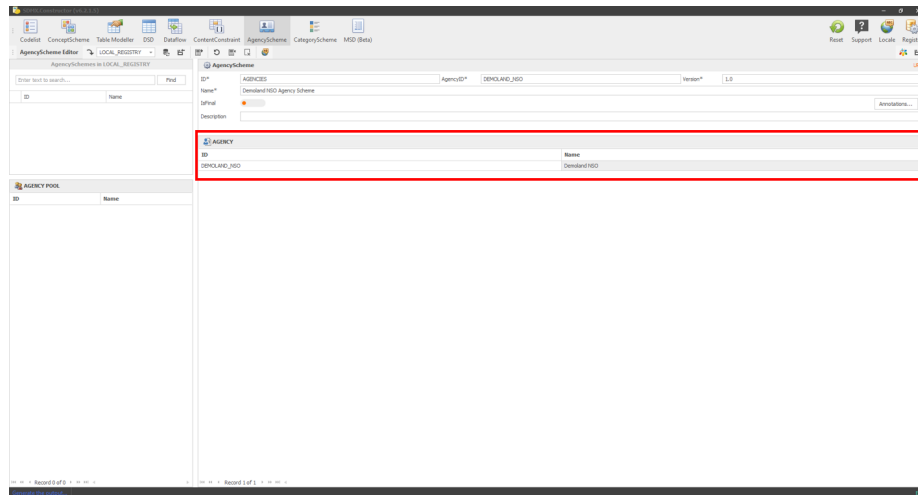 Codelist ConceptScheme Table Modeller DSD Dataflow ContentConstraint AgencyScheme CategoryScheme MSD (Beta) Reset Support Locale
AgencyScheme Editor LOCAL_REGISTRY
AgencySchemes in LOCAL_REGISTRY
Enter text to search... Find
ID Name
AgencyScheme
ID* AGENCIES AgencyID* DEMOLAND_NSO Version* 1.0
Name* Demoland NSO Agency Scheme
IsFinal Annotations...
Description
AGENCY
ID Name
DEMOLAND_NSO Demoland NSO
AGENCY POOL
ID Name
Record 0 of 0 Record 1 of 1